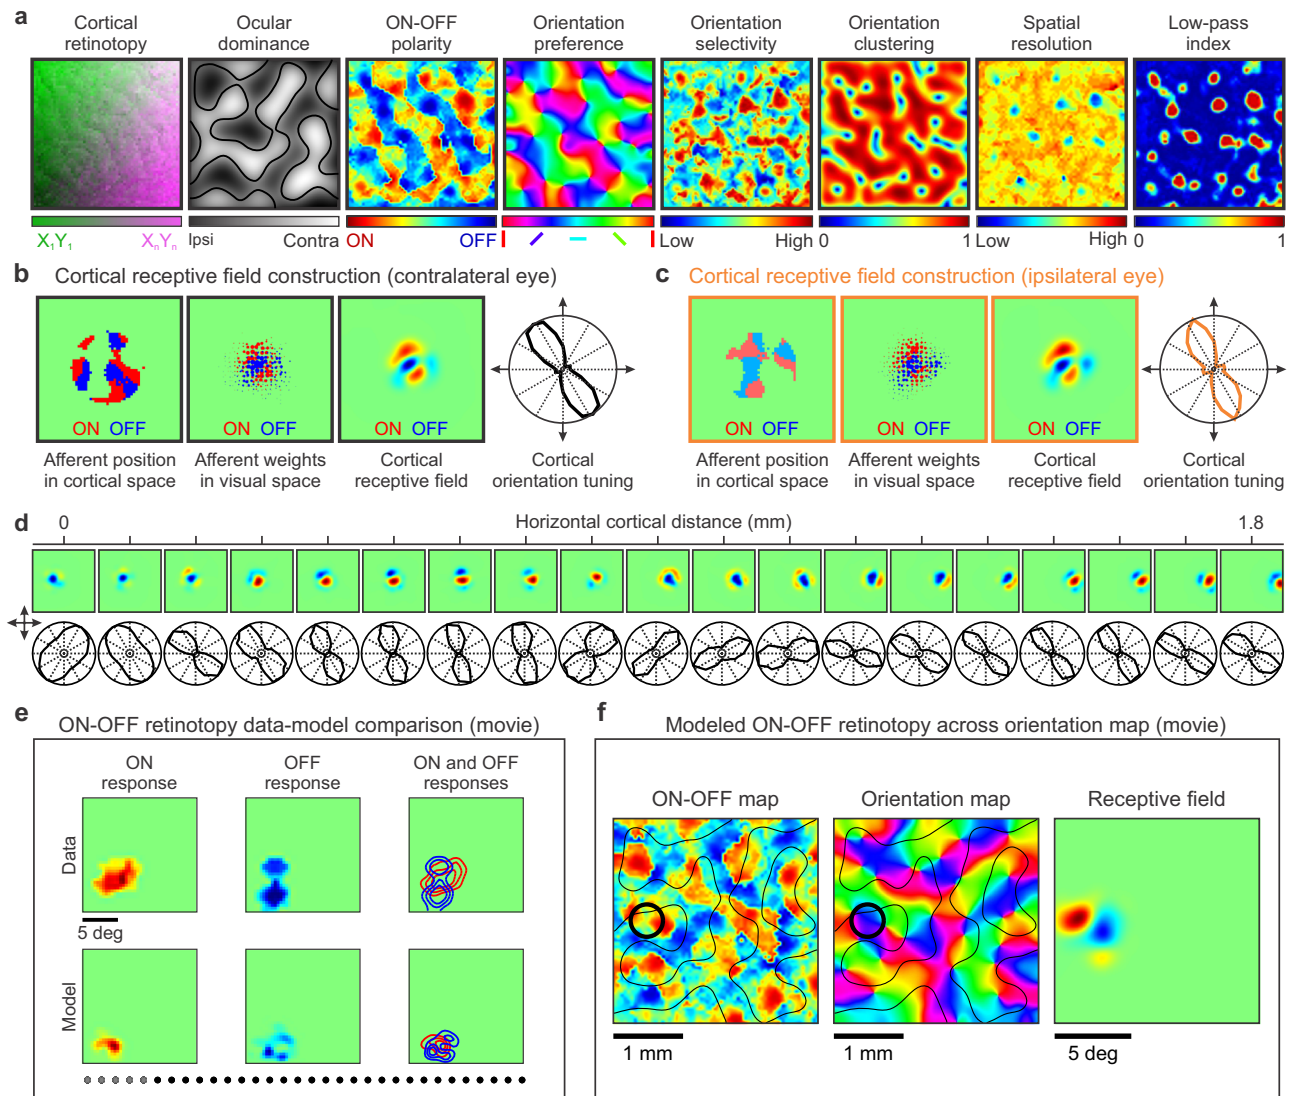 a
Cortical retinotopy
Ocular dominance
ON-OFF polarity
Orientation preference
Orientation selectivity
Orientation clustering
Spatial resolution
Low-pass index
X1Y1 XnYn
Ipsi Contra
ON OFF
Low High
0 1
Low High
0 1
b Cortical receptive field construction (contralateral eye)
ON OFF
ON OFF
ON OFF
Afferent position
in cortical space
Afferent weights
in visual space
Cortical
receptive field
Cortical
orientation tuning
c Cortical receptive field construction (ipsilateral eye)
ON OFF
ON OFF
ON OFF
Afferent position
in cortical space
Afferent weights
in visual space
Cortical
receptive field
Cortical
orientation tuning
d 0 Horizontal cortical distance (mm) 1.8
e ON-OFF retinotopy data-model comparison (movie)
ON
response
OFF
response
ON and OFF
responses
Data
5 deg
Model
f Modeled ON-OFF retinotopy across orientation map (movie)
ON-OFF map Orientation map Receptive field
1 mm 1 mm 5 deg